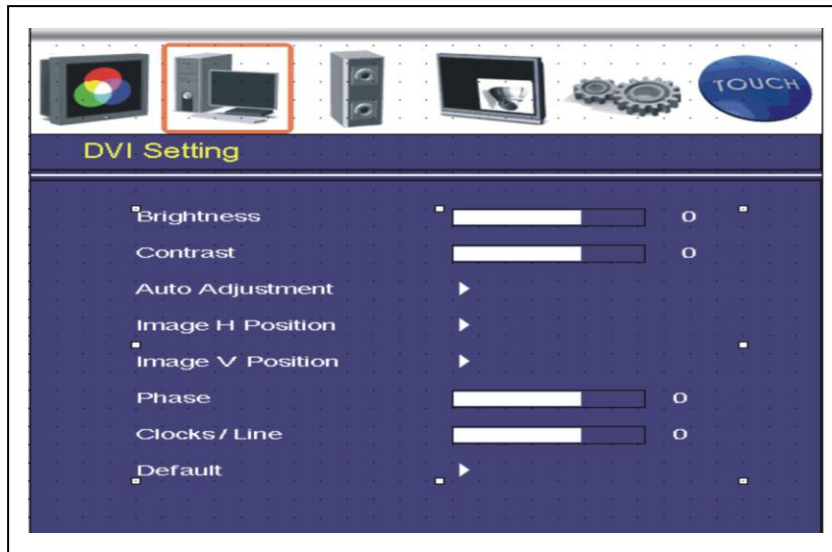 TOUCH
DVI Setting
Brightness 0
Contrast 0
Auto Adjustment
Image H Position
Image V Position
Phase 0
Clocks / Line 0
Default